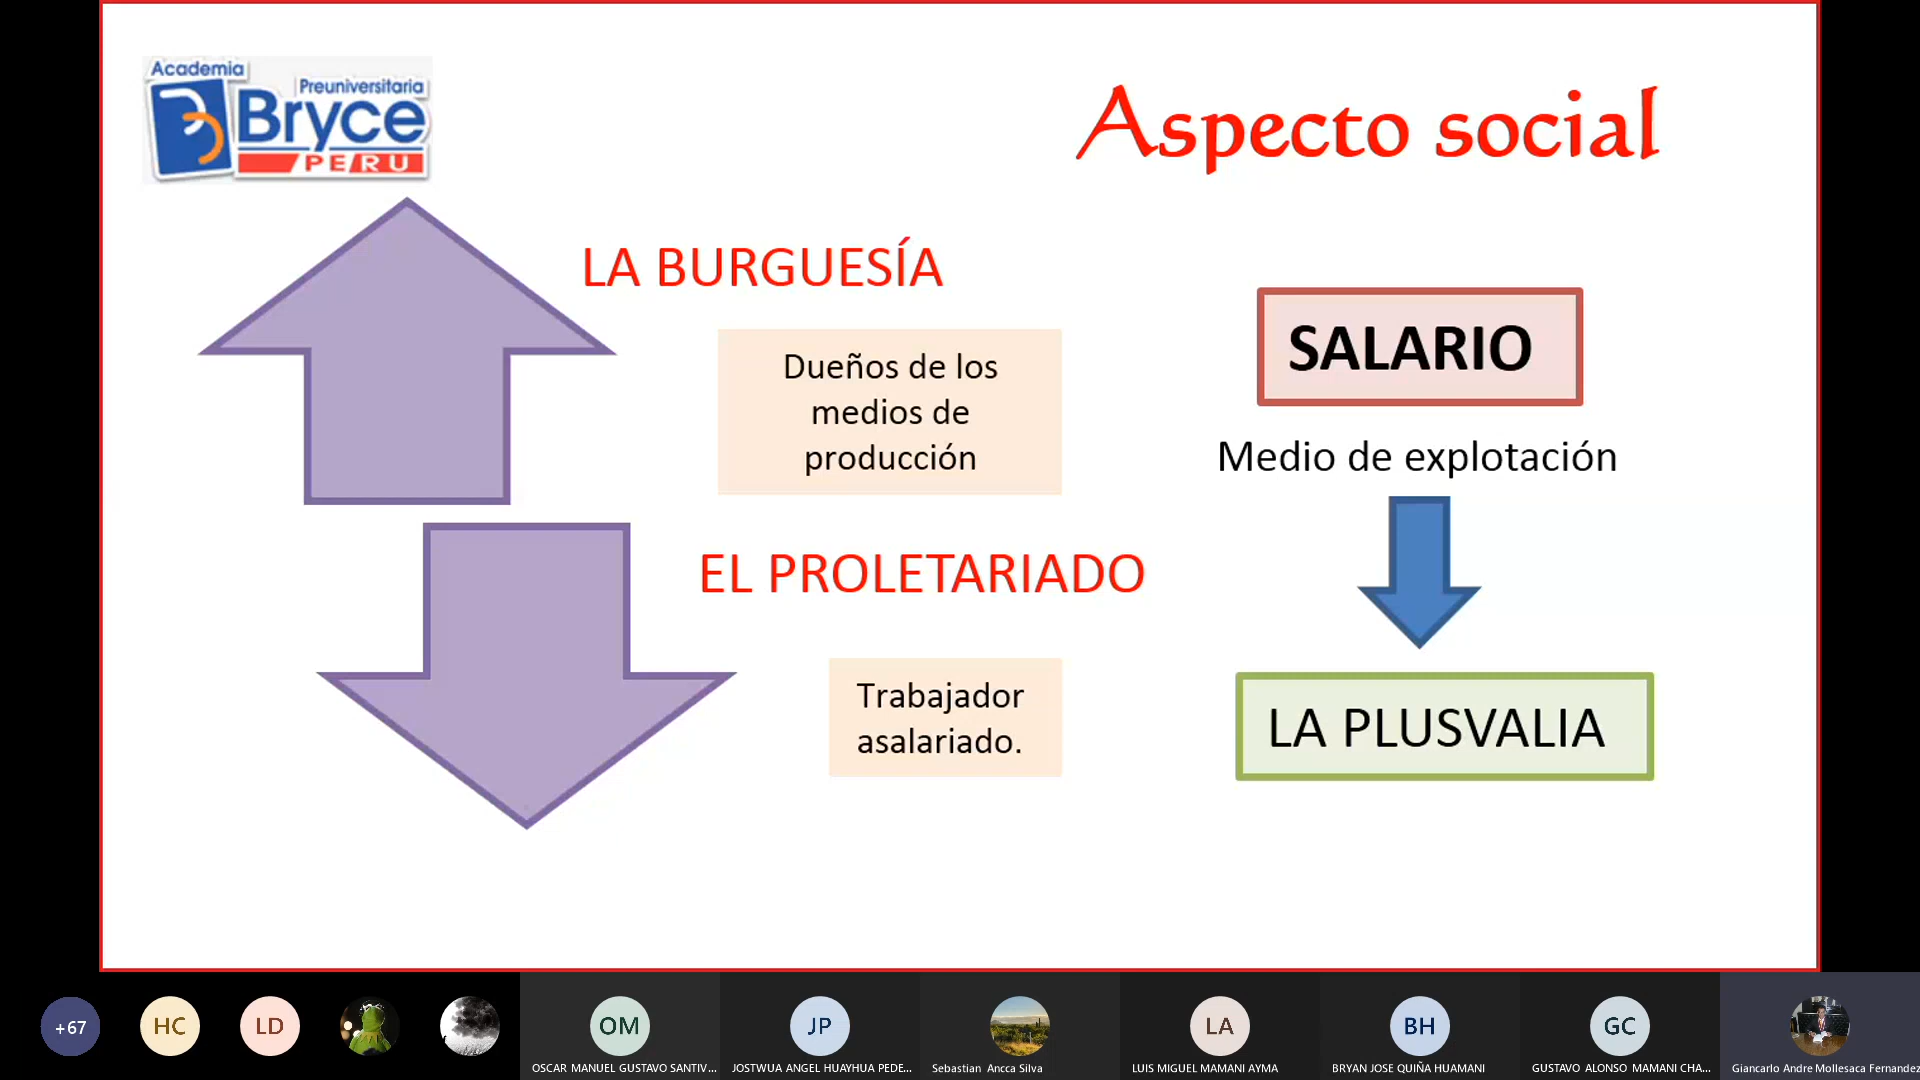 Academia
Preuniversitaria
Bryce
PERU
Aspecto social
LA BURGUESÍA
Dueños de los
medios de
producción
EL PROLETARIADO
Trabajador
asalariado.
SALARIO
Medio de explotación
LA PLUSVALIA
+67
HC
LD
OM
JP
LA
BH
GC
OSCAR MANUEL GUSTAVO SANTIV...
JOSTWUA ANGEL HUAYHUA PEDE...
Sebastian Ancca Silva
LUIS MIGUEL MAMANI AYMA
BRYAN JOSE QUIÑA HUAMANI
GUSTAVO ALONSO MAMANI CHA...
Giancarlo Andre Mollesaca Fernandez